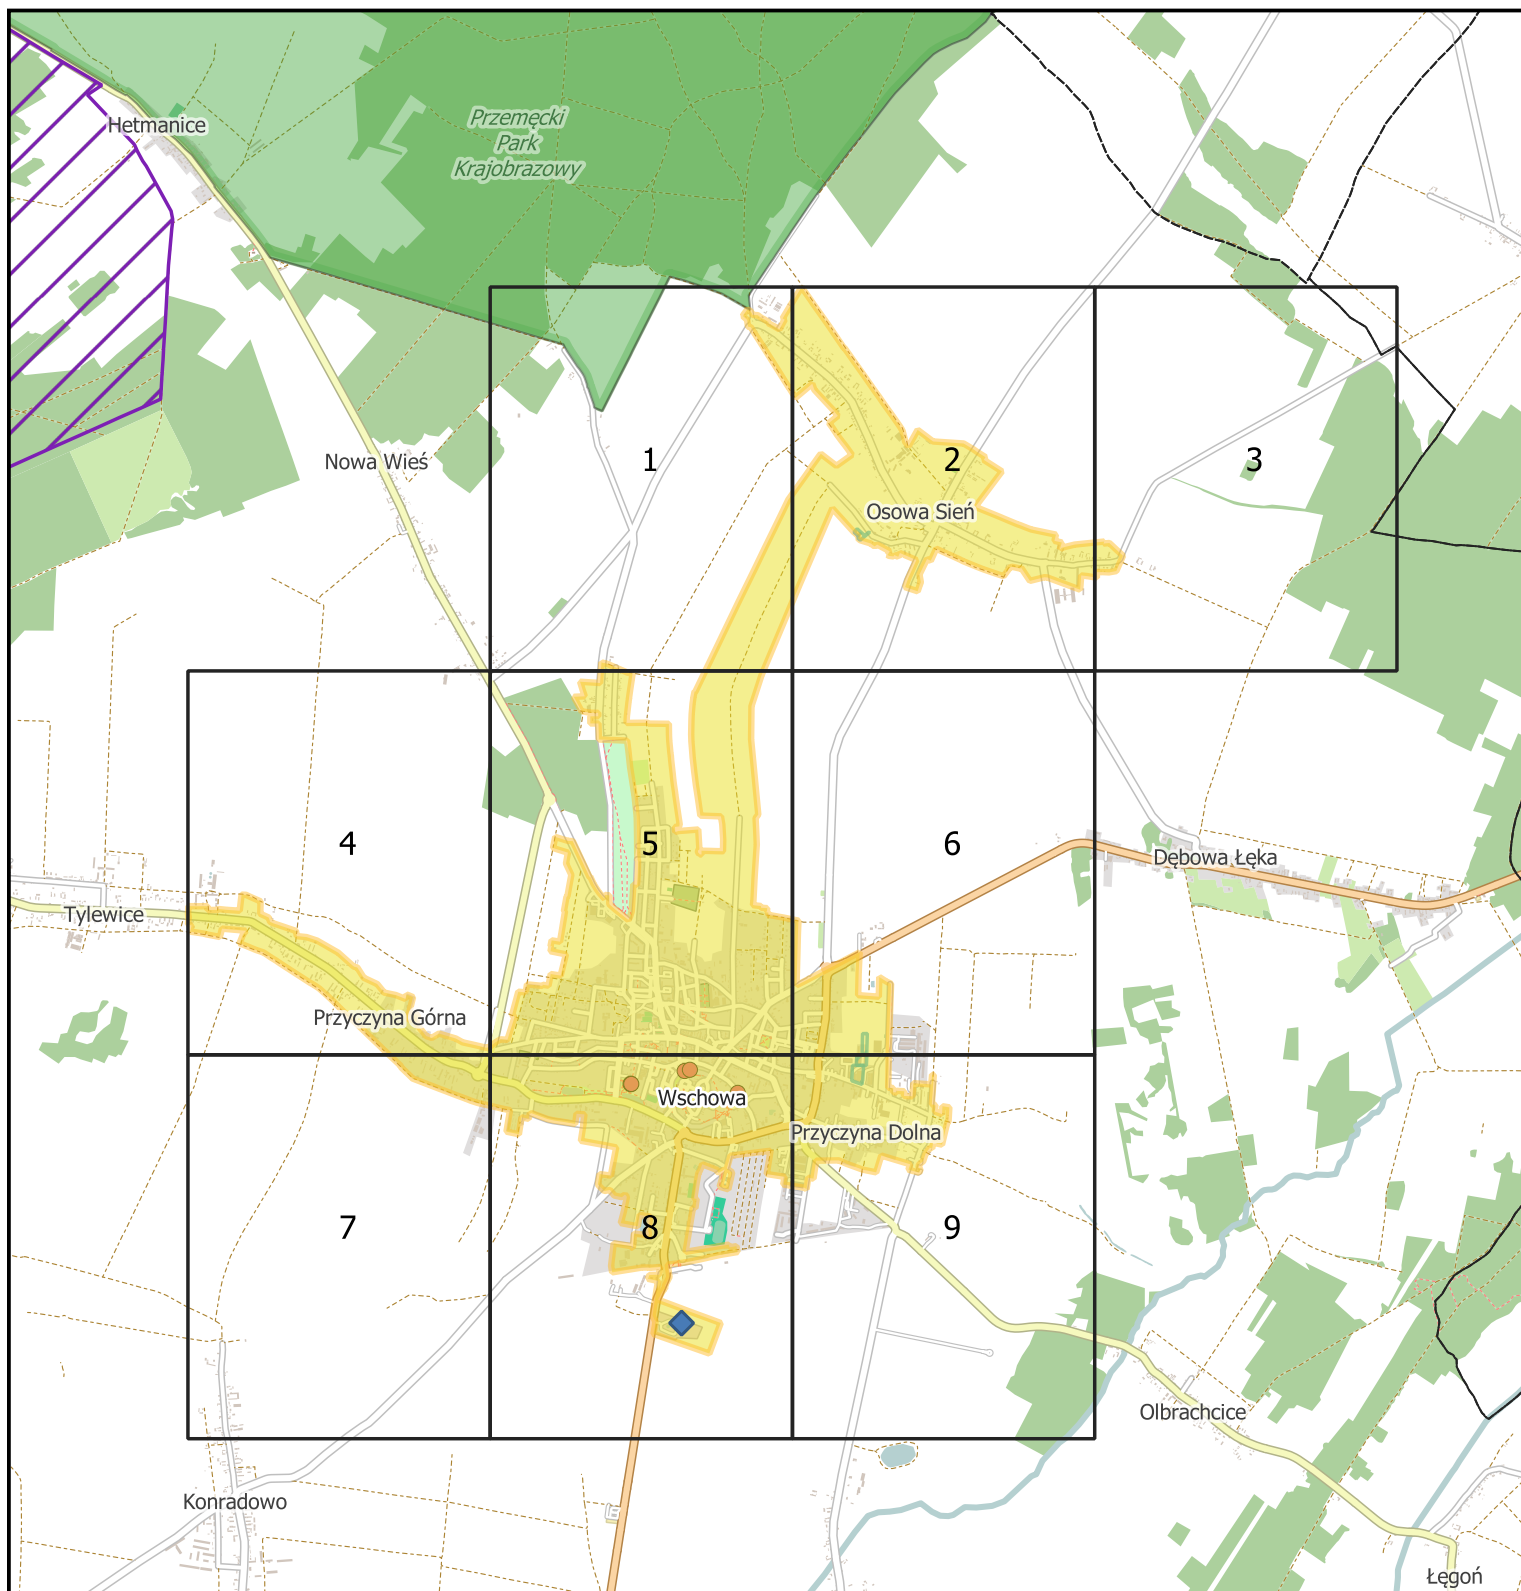 Hetmanice
Przemęcki
Park
Krajobrazowy
Nowa Wieś
1
2
3
Osowa Sień
4
5
6
Dębowa Łęka
Tylewice
Przyczyna Górna
Wschowa
Przyczyna Dolna
7
8
9
Olbrachcice
Konradowo
Łęgoń